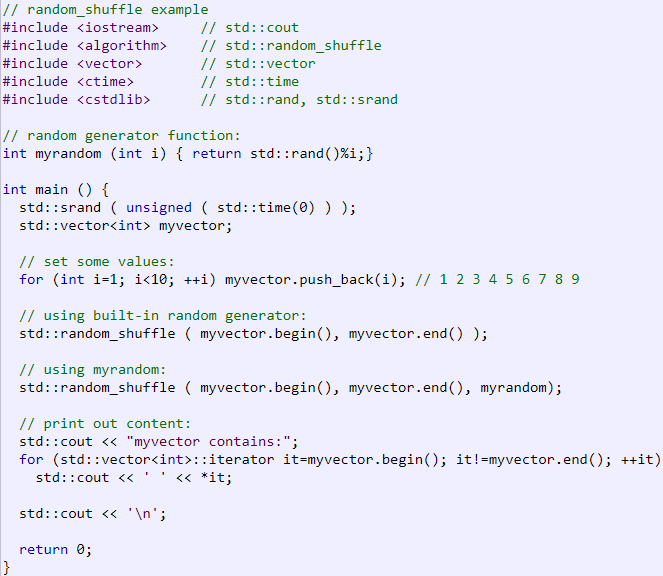 // random_shuffle example
#include <iostream>     // std::cout
#include <algorithm>    // std::random_shuffle
#include <vector>       // std::vector
#include <ctime>        // std::time
#include <cstdlib>      // std::rand, std::srand

// random generator function:
int myrandom (int i) { return std::rand()%i;}

int main () {
  std::srand ( unsigned ( std::time(0) ) );
  std::vector<int> myvector;

  // set some values:
  for (int i=1; i<10; ++i) myvector.push_back(i); // 1 2 3 4 5 6 7 8 9

  // using built-in random generator:
  std::random_shuffle ( myvector.begin(), myvector.end() );

  // using myrandom:
  std::random_shuffle ( myvector.begin(), myvector.end(), myrandom);

  // print out content:
  std::cout << "myvector contains:";
  for (std::vector<int>::iterator it=myvector.begin(); it!=myvector.end(); ++it)
    std::cout << ' ' << *it;

  std::cout << '\n';

  return 0;
}